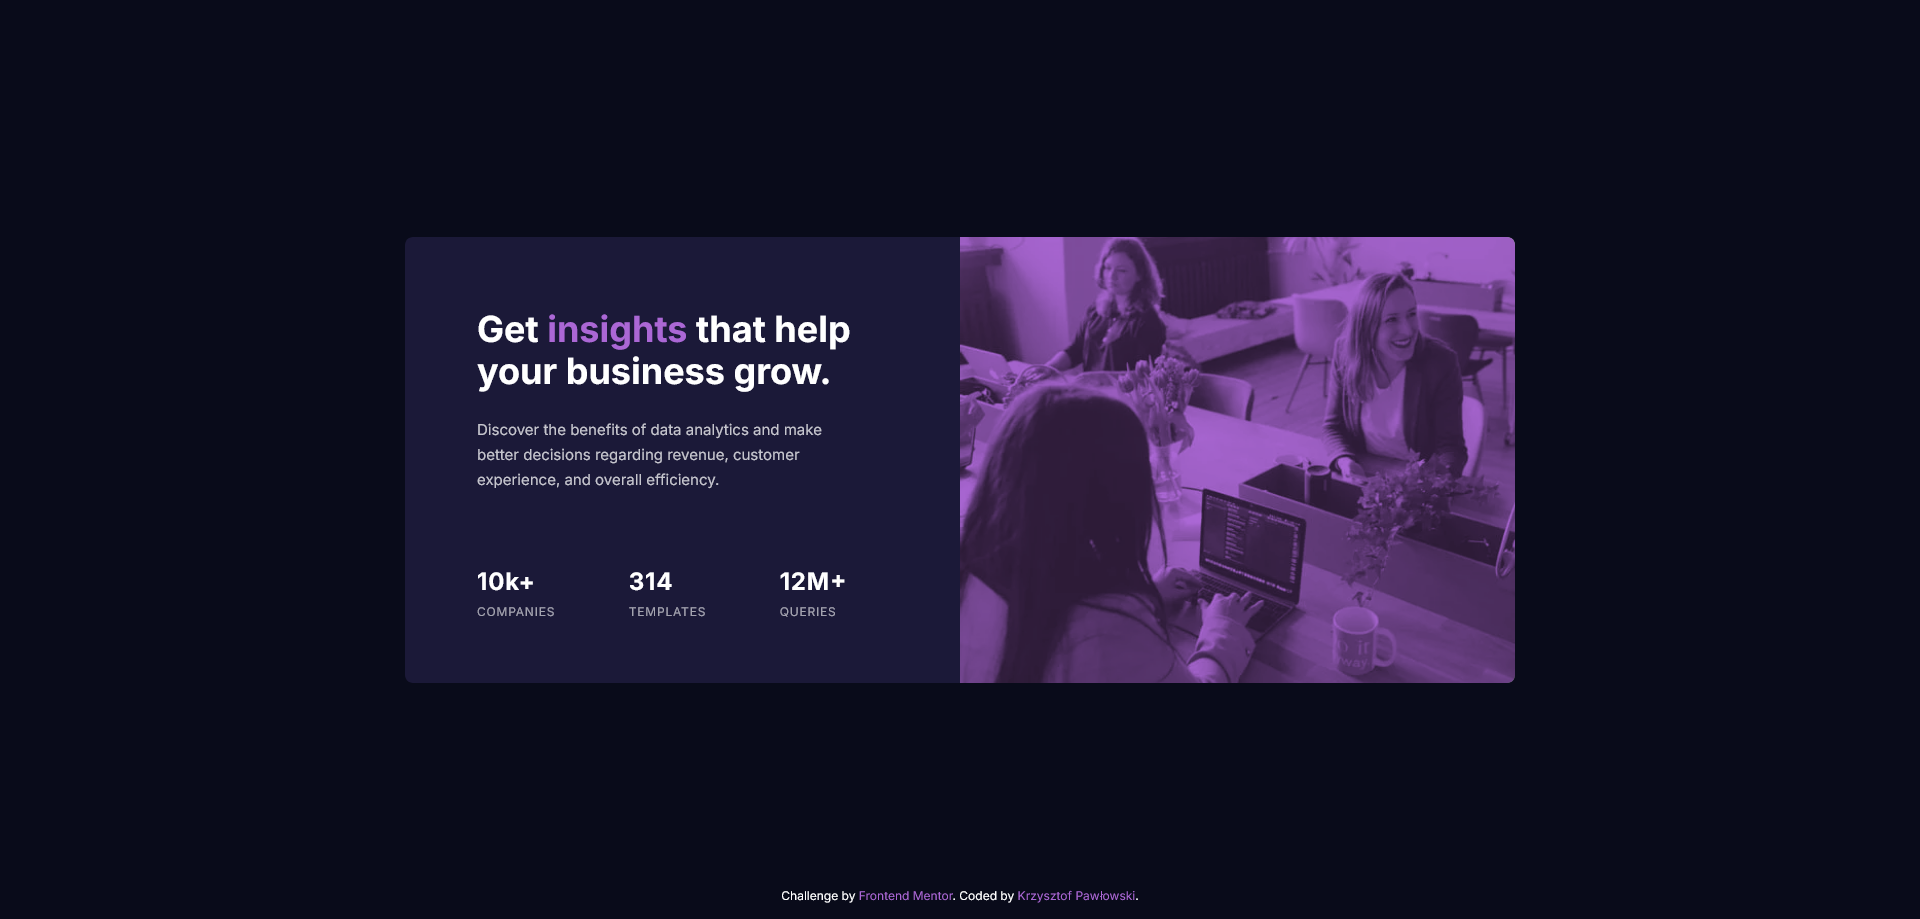 Get insights that help
your business grow.
Discover the benefits of data analytics and make
better decisions regarding revenue, customer
experience, and overall efficiency.
10k+
COMPANIES
314
TEMPLATES
12M+
QUERIES
Challenge by Frontend Mentor. Coded by Krzysztof Pawłowski.